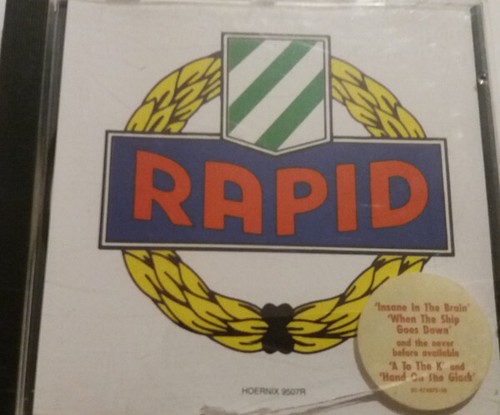 RAPID
'Insane In The Brain'
'When The Ship
Goes Down'
and the never
before available
'A To The K' and
'Hand On The Glock'
HOERNIX 9507R